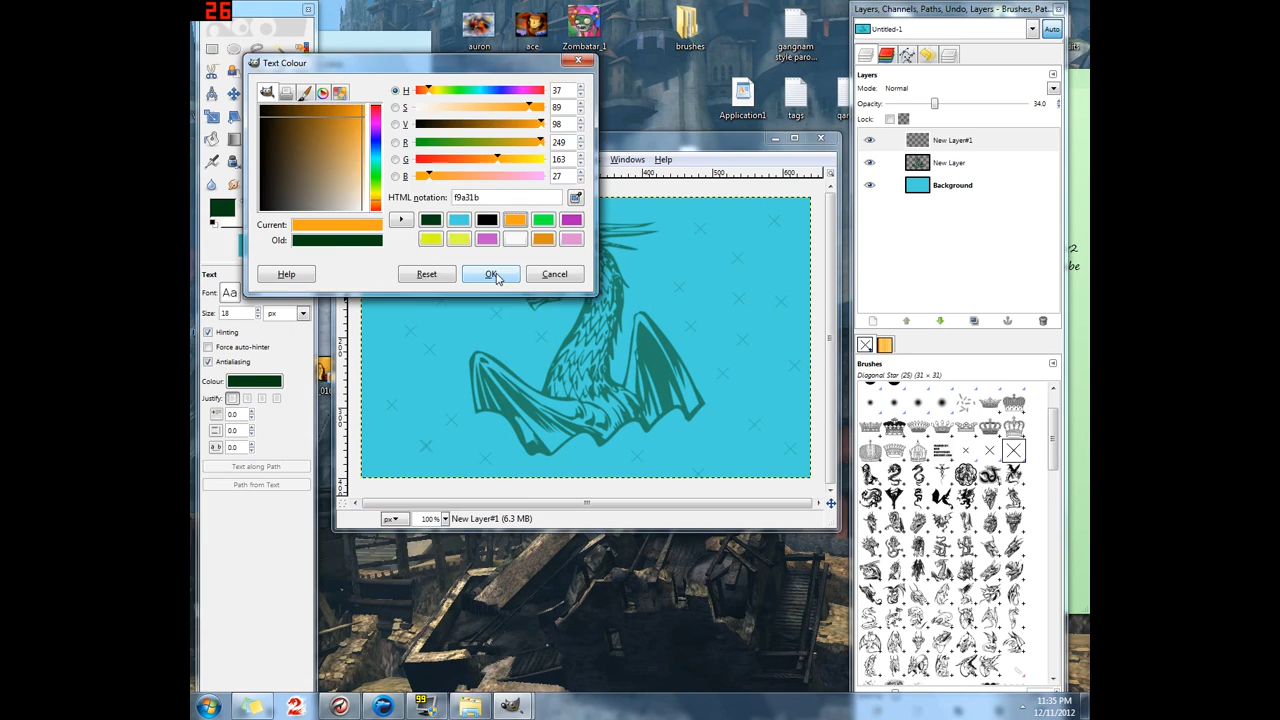 26
Text Colour
H
37
S
89
V
98
R
249
G
163
B
27
HTML notation:
f9a31b
Current:
Old:
Help
Reset
OK
Cancel
Text
Font:
Aa
Size:
18
px
Hinting
Force auto-hinter
Antialiasing
Colour:
Justify:
0.0
0.0
0.0
Text along Path
Path from Text
auron
ace
Zombatar_1
brushes
gangnam
style paro...
Application1
tags
Windows
Help
400
500
600
px
100 %
New Layer#1 (6.3 MB)
Layers, Channels, Paths, Undo, Layers - Brushes, Pat...
Untitled-1
Auto
Layers
Mode:
Normal
Opacity:
34.0
Lock:
New Layer#1
New Layer
Background
Brushes
Diagonal Star (25) (31 × 31)
99
11:35 PM
12/11/2012